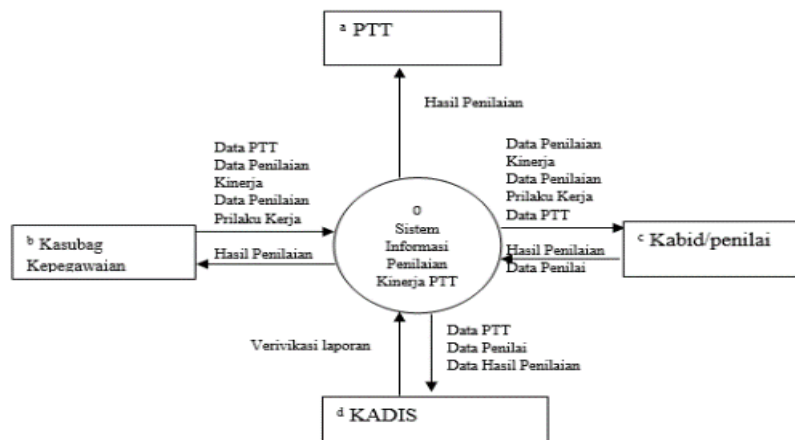 a PTT
Hasil Penilaian
Data PTT
Data Penilaian
Kinerja
Data Penilaian
Prilaku Kerja
Data Penilaian
Kinerja
Data Penilaian
Prilaku Kerja
Data PTT
b Kasubag
Kepegawaian
Hasil Penilaian
0
Sistem
Informasi
Penilaian
Kinerja PTT
Hasil Penilaian
Data Penilai
c Kabid/penilai
Verivikasi laporan
Data PTT
Data Penilai
Data Hasil Penilaian
d KADIS